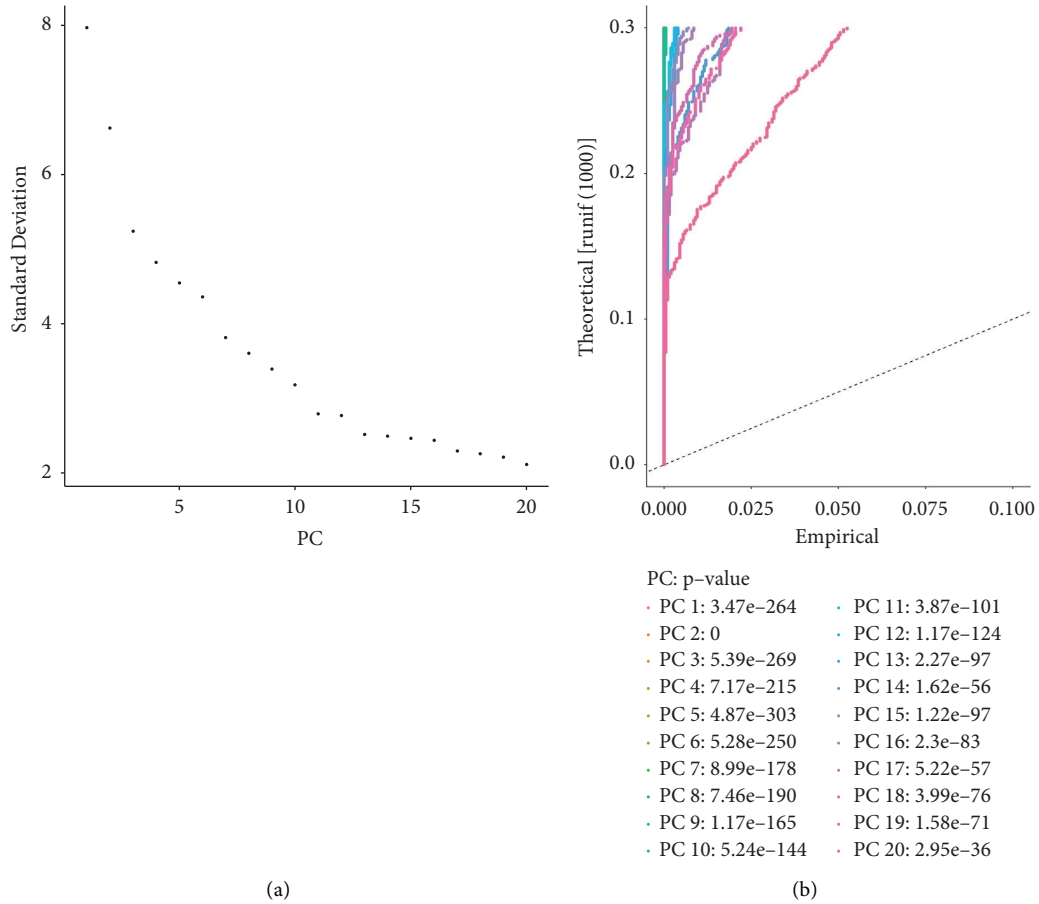 8
6
4
2
Standard Deviation
5
10
15
20
PC
(a)
0.3
0.2
0.1
0.0
Theoretical [runif (1000)]
0.000
0.025
0.050
0.075
0.100
Empirical
PC: p–value
PC 1: 3.47e–264
PC 2: 0
PC 3: 5.39e–269
PC 4: 7.17e–215
PC 5: 4.87e–303
PC 6: 5.28e–250
PC 7: 8.99e–178
PC 8: 7.46e–190
PC 9: 1.17e–165
PC 10: 5.24e–144
PC 11: 3.87e–101
PC 12: 1.17e–124
PC 13: 2.27e–97
PC 14: 1.62e–56
PC 15: 1.22e–97
PC 16: 2.3e–83
PC 17: 5.22e–57
PC 18: 3.99e–76
PC 19: 1.58e–71
PC 20: 2.95e–36
(b)